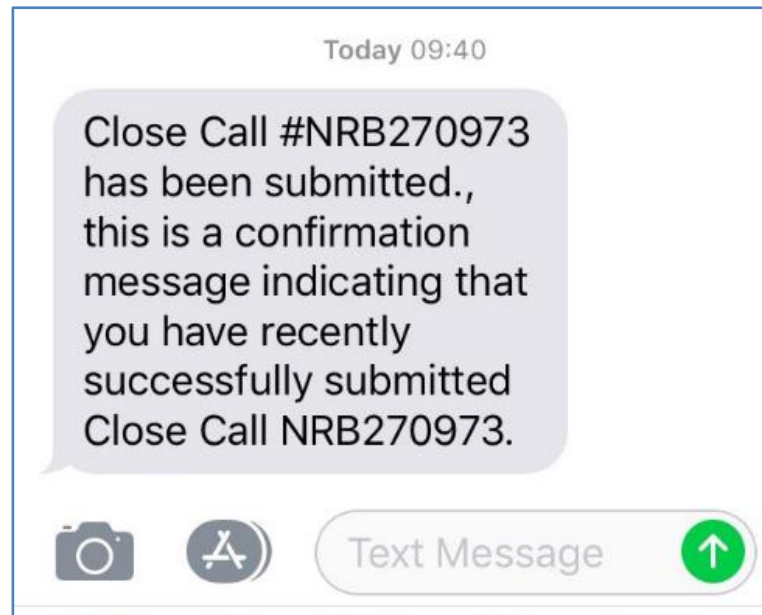 Today 09:40
Close Call #NRB270973
has been submitted.,
this is a confirmation
message indicating that
you have recently
successfully submitted
Close Call NRB270973.
Text Message